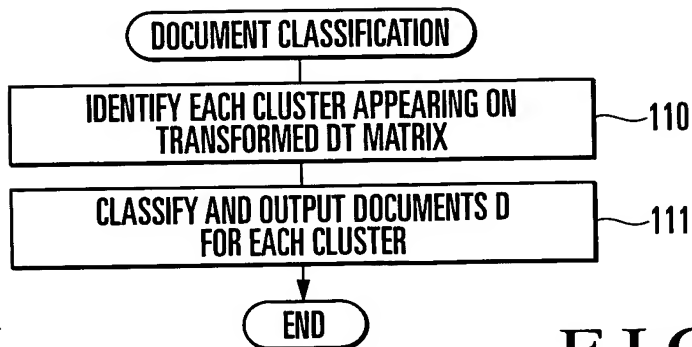 DOCUMENT CLASSIFICATION
IDENTIFY EACH CLUSTER APPEARING ON
TRANSFORMED DT MATRIX
110
CLASSIFY AND OUTPUT DOCUMENTS D
FOR EACH CLUSTER
111
END